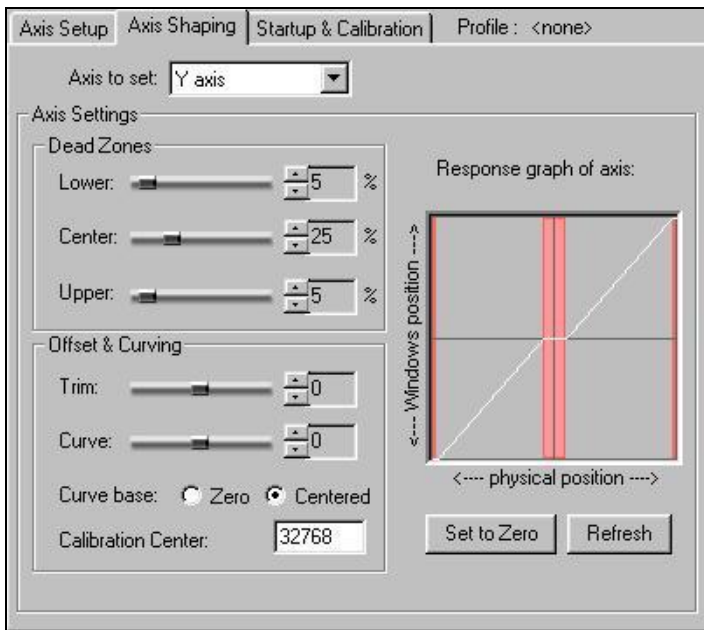 Axis Setup Axis Shaping Startup & Calibration Profile : <none>
Axis to set: Y axis
Axis Settings
Dead Zones
Lower: 5 %
Center: 25 %
Upper: 5 %
Offset & Curving
Trim: 0
Curve: 0
Curve base: Zero Centered
Calibration Center: 32768
Response graph of axis:
<--- Windows position --->
<---- physical position ---->
Set to Zero Refresh